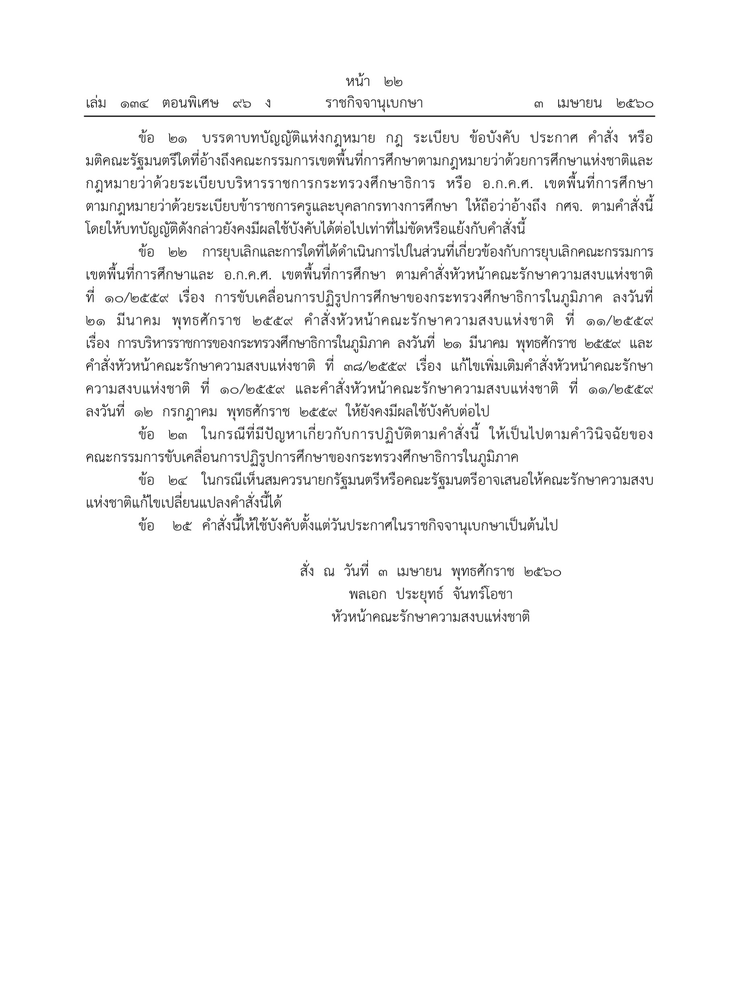 หน้า ๒๒
เล่ม ๑๓๔ ตอนพิเศษ ๙๖ ง ราชกิจจานุเบกษา ๓ เมษายน ๒๕๖๐
ข้อ ๒๑ บรรดาบทบัญญัติแห่งกฎหมาย กฎ ระเบียบ ข้อบังคับ ประกาศ คำสั่ง หรือ
มติคณะรัฐมนตรีใดที่อ้างถึงคณะกรรมการเขตพื้นที่การศึกษาตามกฎหมายว่าด้วยการศึกษาแห่งชาติและ
กฎหมายว่าด้วยระเบียบบริหารราชการกระทรวงศึกษาธิการ หรือ อ.ก.ค.ศ. เขตพื้นที่การศึกษา
ตามกฎหมายว่าด้วยระเบียบข้าราชการครูและบุคลากรทางการศึกษา ให้ถือว่าอ้างถึง กศจ. ตามคำสั่งนี้
โดยให้บทบัญญัติดังกล่าวยังคงมีผลใช้บังคับได้ต่อไปเท่าที่ไม่ขัดหรือแย้งกับคำสั่งนี้
ข้อ ๒๒ การยุบเลิกและการใดที่ได้ดำเนินการไปในส่วนที่เกี่ยวข้องกับการยุบเลิกคณะกรรมการ
เขตพื้นที่การศึกษาและ อ.ก.ค.ศ. เขตพื้นที่การศึกษา ตามคำสั่งหัวหน้าคณะรักษาความสงบแห่งชาติ
ที่ ๑๐/๒๕๕๙ เรื่อง การขับเคลื่อนการปฏิรูปการศึกษาของกระทรวงศึกษาธิการในภูมิภาค ลงวันที่
๒๑ มีนาคม พุทธศักราช ๒๕๕๙ คำสั่งหัวหน้าคณะรักษาความสงบแห่งชาติ ที่ ๑๑/๒๕๕๙
เรื่อง การบริหารราชการของกระทรวงศึกษาธิการในภูมิภาค ลงวันที่ ๒๑ มีนาคม พุทธศักราช ๒๕๕๙ และ
คำสั่งหัวหน้าคณะรักษาความสงบแห่งชาติ ที่ ๓๘/๒๕๕๙ เรื่อง แก้ไขเพิ่มเติมคำสั่งหัวหน้าคณะรักษา
ความสงบแห่งชาติ ที่ ๑๐/๒๕๕๙ และคำสั่งหัวหน้าคณะรักษาความสงบแห่งชาติ ที่ ๑๑/๒๕๕๙
ลงวันที่ ๑๒ กรกฎาคม พุทธศักราช ๒๕๕๙ ให้ยังคงมีผลใช้บังคับต่อไป
ข้อ ๒๓ ในกรณีที่มีปัญหาเกี่ยวกับการปฏิบัติตามคำสั่งนี้ ให้เป็นไปตามคำวินิจฉัยของ
คณะกรรมการขับเคลื่อนการปฏิรูปการศึกษาของกระทรวงศึกษาธิการในภูมิภาค
ข้อ ๒๔ ในกรณีเห็นสมควรนายกรัฐมนตรีหรือคณะรัฐมนตรีอาจเสนอให้คณะรักษาความสงบ
แห่งชาติแก้ไขเปลี่ยนแปลงคำสั่งนี้ได้
ข้อ ๒๕ คำสั่งนี้ให้ใช้บังคับตั้งแต่วันประกาศในราชกิจจานุเบกษาเป็นต้นไป
สั่ง ณ วันที่ ๓ เมษายน พุทธศักราช ๒๕๖๐
พลเอก ประยุทธ์ จันทร์โอชา
หัวหน้าคณะรักษาความสงบแห่งชาติ